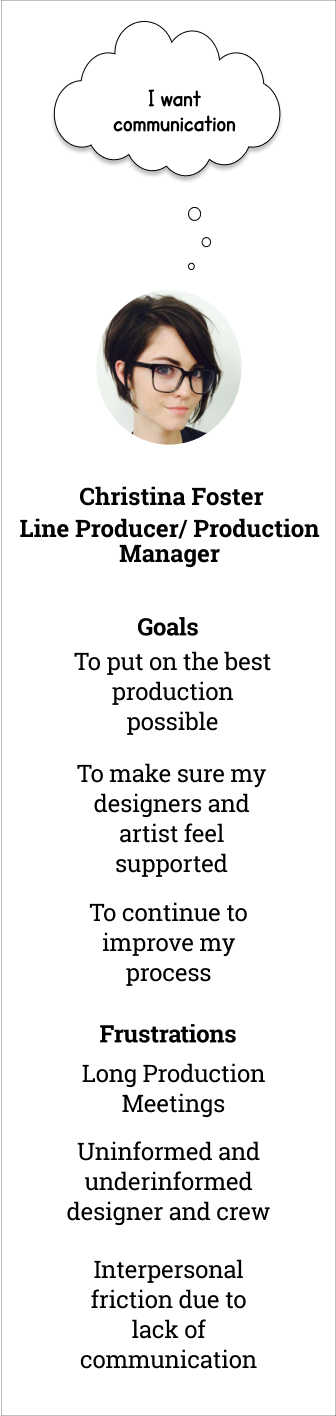 I want
communication
Christina Foster
Line Producer/ Production
Manager
Goals
To put on the best
production
possible
To make sure my
designers and
artist feel
supported
To continue to
improve my
process
Frustrations
Long Production
Meetings
Uninformed and
underinformed
designer and crew
Interpersonal
friction due to
lack of
communication